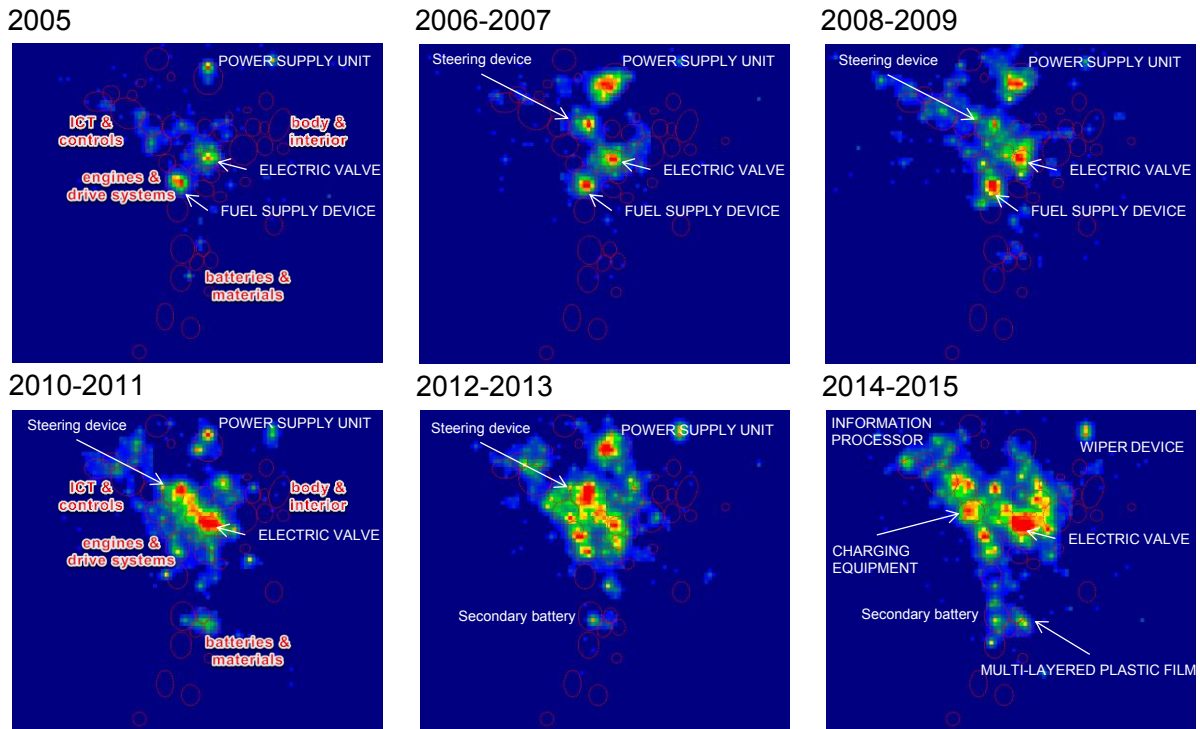 2005
POWER SUPPLY UNIT
ICT &
controls
body &
interior
ELECTRIC VALVE
engines &
drive systems
FUEL SUPPLY DEVICE
batteries &
materials
2006-2007
Steering device
POWER SUPPLY UNIT
ELECTRIC VALVE
FUEL SUPPLY DEVICE
2008-2009
Steering device
POWER SUPPLY UNIT
ELECTRIC VALVE
FUEL SUPPLY DEVICE
2010-2011
Steering device
POWER SUPPLY UNIT
ICT &
controls
body &
interior
ELECTRIC VALVE
engines &
drive systems
batteries &
materials
2012-2013
Steering device
POWER SUPPLY UNIT
Secondary battery
2014-2015
INFORMATION
PROCESSOR
WIPER DEVICE
ELECTRIC VALVE
CHARGING
EQUIPMENT
Secondary battery
MULTI-LAYERED PLASTIC FILM